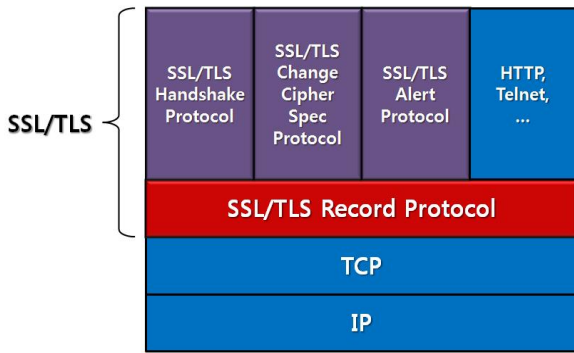 SSL/TLS
SSL/TLS
Handshake
Protocol
SSL/TLS
Change
Cipher
Spec
Protocol
SSL/TLS
Alert
Protocol
HTTP,
Telnet,
...
SSL/TLS Record Protocol
TCP
IP